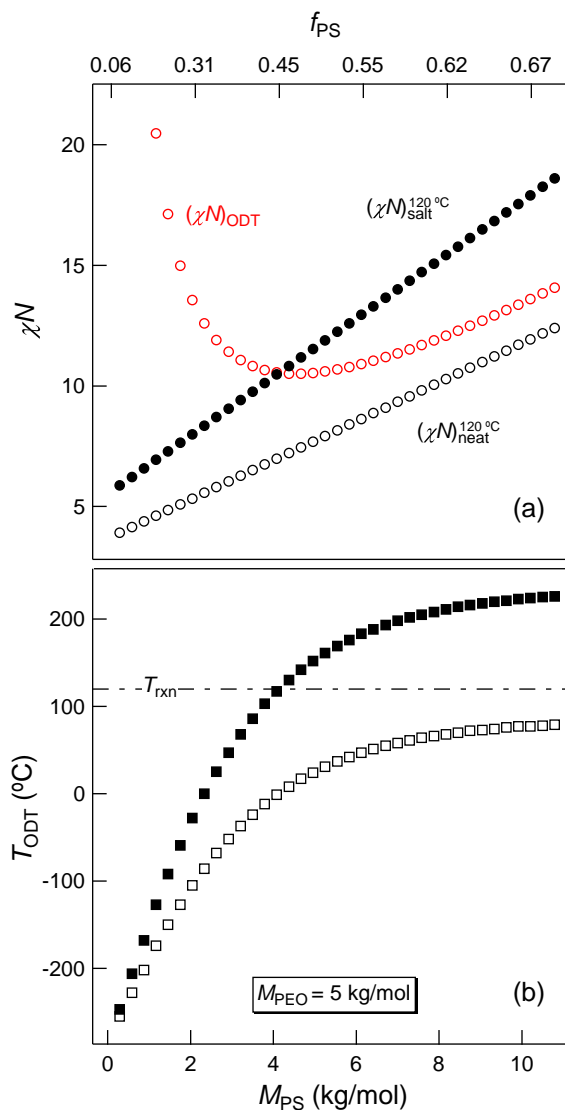 f_PS
0.06 0.31 0.45 0.55 0.62 0.67
20
15
10
5
χN
(χN)_ODT
(χN)_salt^120 ºC
(χN)_neat^120 ºC
(a)
200
100
0
-100
-200
T_ODT (ºC)
T_rxn
M_PEO = 5 kg/mol
(b)
0 2 4 6 8 10
M_PS (kg/mol)